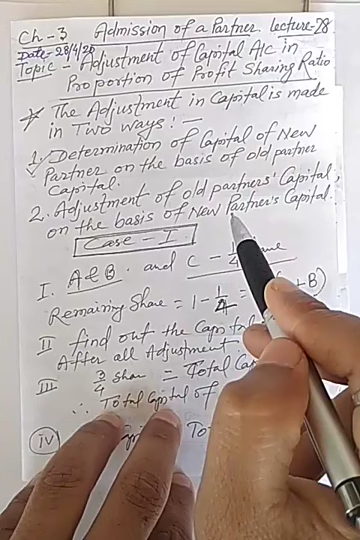 Ch-3 Admission of a Partner. Lecture-28
Date-28/4/20
Topic - Adjustment of Capital A/c in
Proportion of Profit Sharing Ratio
* The Adjustment in Capital is made
in Two ways:-
1. Determination of Capital of New
Partner on the basis of old partner
Capital.
2. Adjustment of old partners' Capital,
on the basis of New Partner's Capital.
Case - I
I. A & B. and C - 1/4
Remaining Share = 1 - 1/4 = + B)
II find out the Capital
After all Adjustment
III 3/4 Share = Total Ca
∴ Total Capital of
IV To